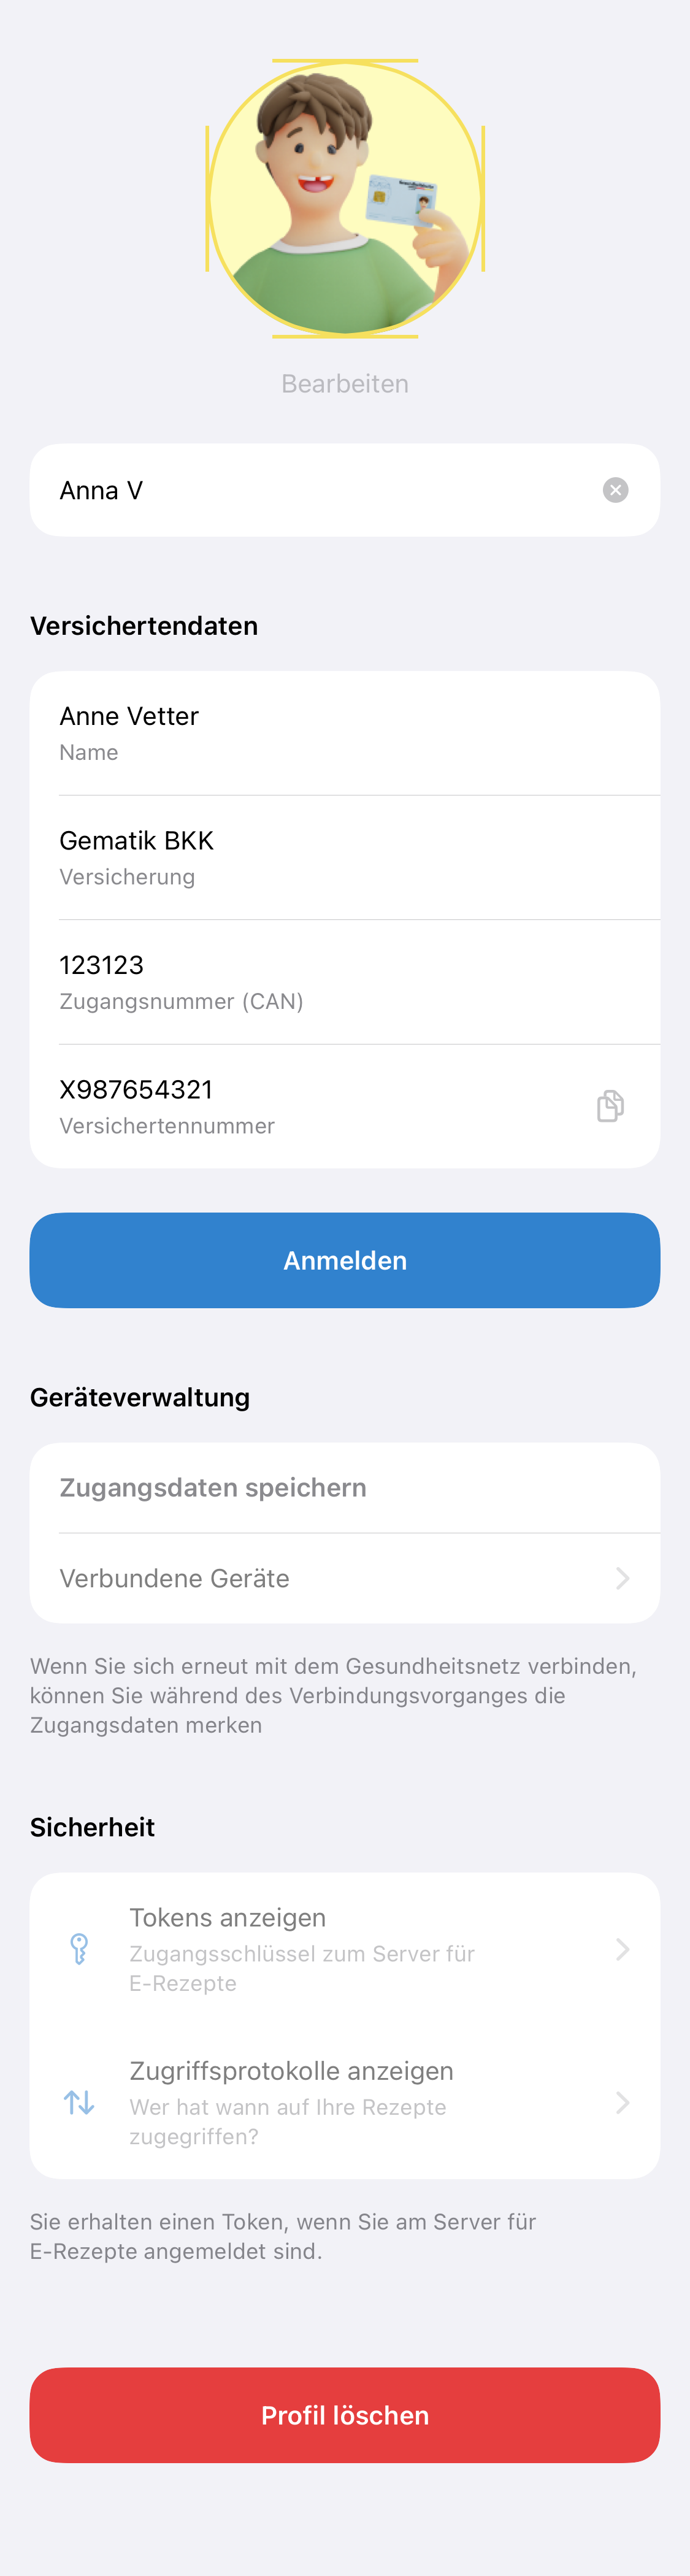 Bearbeiten
Anna V
Versichertendaten
Anne Vetter
Name
Gematik BKK
Versicherung
123123
Zugangsnummer (CAN)
X987654321
Versichertennummer
Anmelden
Geräteverwaltung
Zugangsdaten speichern
Verbundene Geräte
Wenn Sie sich erneut mit dem Gesundheitsnetz verbinden,
können Sie während des Verbindungsvorganges die
Zugangsdaten merken
Sicherheit
Tokens anzeigen
Zugangsschlüssel zum Server für
E-Rezepte
Zugriffsprotokolle anzeigen
Wer hat wann auf Ihre Rezepte
zugegriffen?
Sie erhalten einen Token, wenn Sie am Server für
E-Rezepte angemeldet sind.
Profil löschen